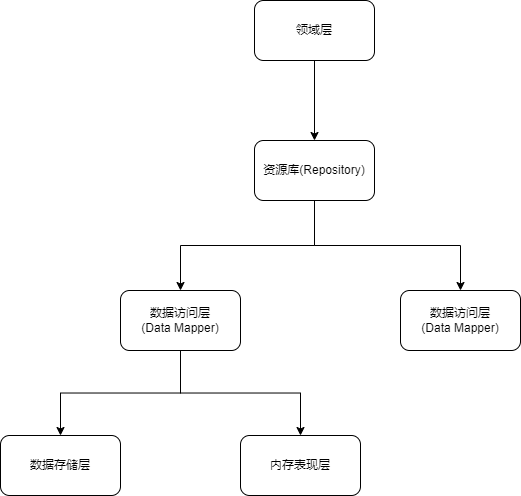 领域层
资源库(Repository)
数据访问层
(Data Mapper)
数据访问层
(Data Mapper)
数据存储层
内存表现层